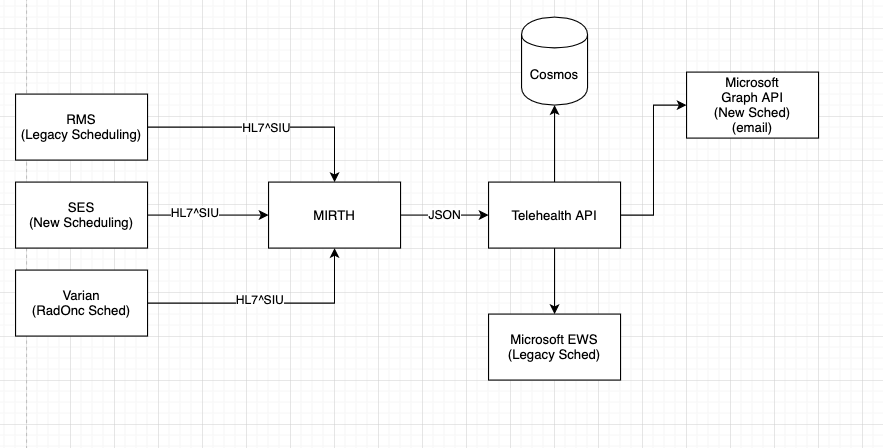 Cosmos
Microsoft
Graph API
(New Sched)
(email)
RMS
(Legacy Scheduling)
HL7^SIU
SES
(New Scheduling)
HL7^SIU
MIRTH
JSON
Telehealth API
Varian
(RadOnc Sched)
HL7^SIU
Microsoft EWS
(Legacy Sched)